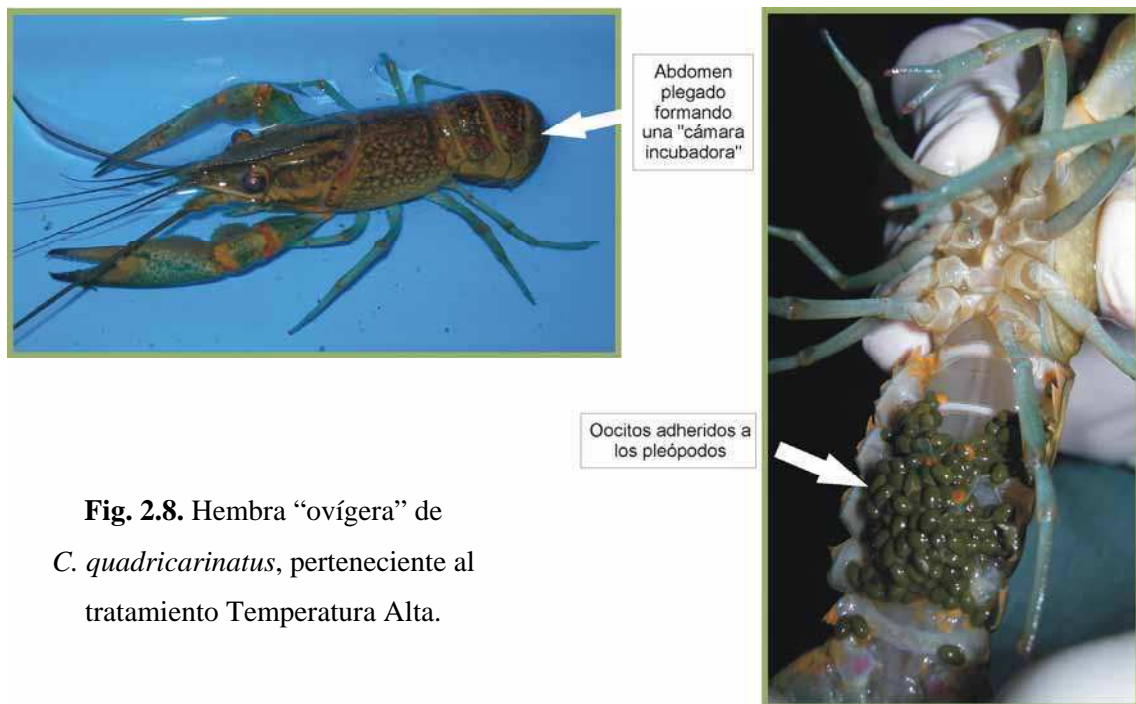 Abdomen
plegado
formando
una "cámara
incubadora"
Oocitos adheridos a
los pleópodos
Fig. 2.8. Hembra “ovígera” de
C. quadricarinatus, perteneciente al
tratamiento Temperatura Alta.